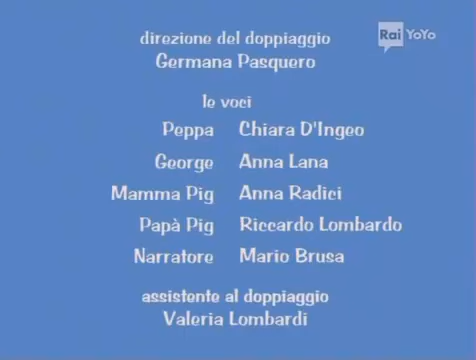 direzione del doppiaggio
Rai YoYo
Germana Pasquero
le voci
Peppa Chiara D'Ingeo
George Anna Lana
Mamma Pig Anna Radici
Papà Pig Riccardo Lombardo
Narratore Mario Brusa
assistente al doppiaggio
Valeria Lombardi